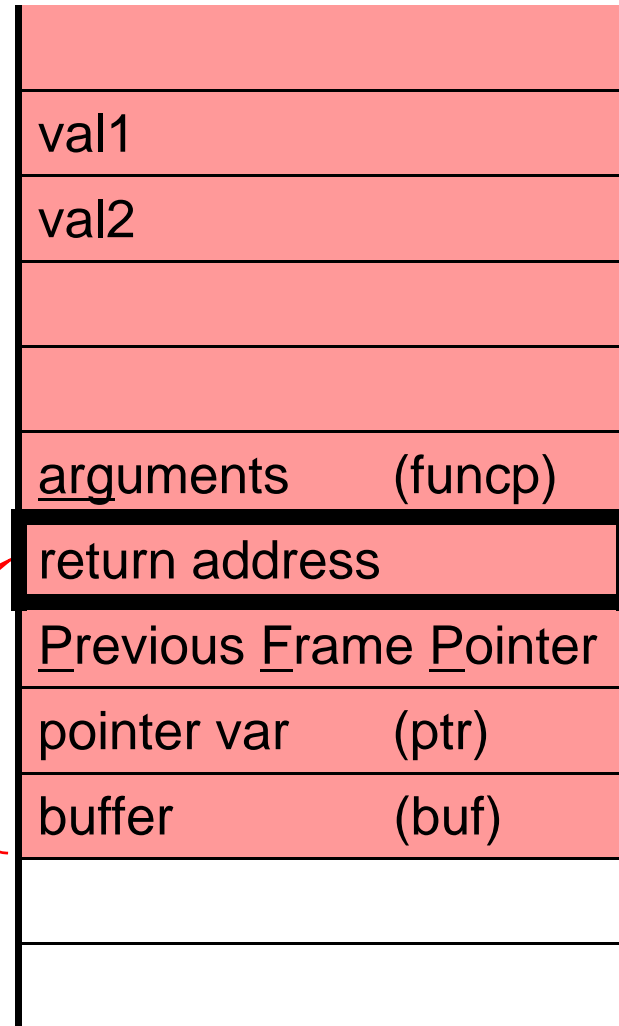 val1
val2
arguments (funcp)
return address
Previous Frame Pointer
pointer var (ptr)
buffer (buf)